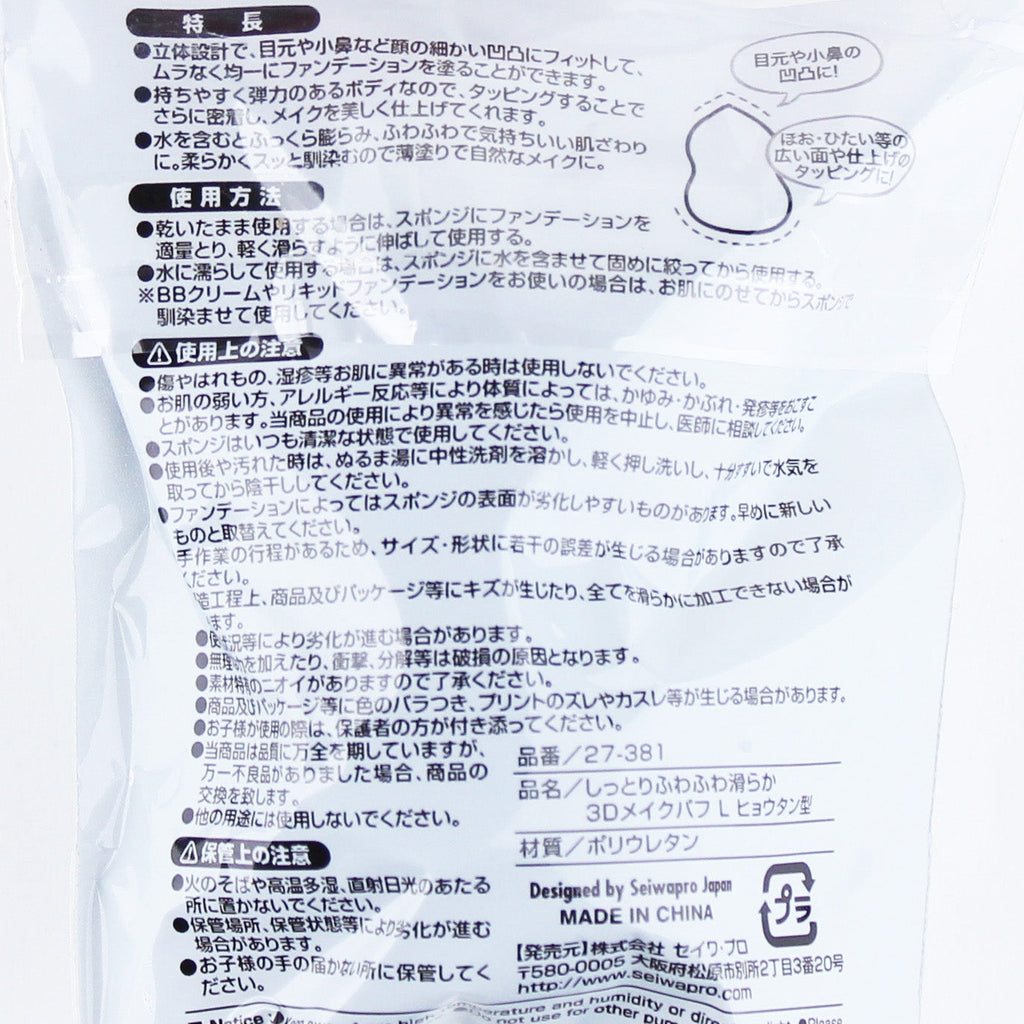 特 長
●立体設計で、目元や小鼻など顔の細かい凹凸にフィットして、
ムラなく均一にファンデーションを塗ることができます。
●持ちやすく弾力のあるボディなので、タッピングすることで
さらに密着し、メイクを美しく仕上げてくれます。
●水を含むとふっくら膨らみ、ふわふわで気持ちいい肌ざわり
に。柔らかくスッと馴染むので薄塗りで自然なメイクに。
目元や小鼻の
凹凸に!
ほお・ひたい等の
広い面や仕上げの
タッピングに!
使用方法
●乾いたまま使用する場合は、スポンジにファンデーションを
適量とり、軽く滑らすように伸ばして使用する。
●水に濡らして使用する場合は、スポンジに水を含ませて固めに絞ってから使用する。
※BBクリームやリキッドファンデーションをお使いの場合は、お肌にのせてからスポンジで
馴染ませて使用してください。
⚠使用上の注意
●傷やはれもの、湿疹等お肌に異常がある時は使用しないでください。
●お肌の弱い方、アレルギー反応等により体質によっては、かゆみ・かぶれ・発疹等をおこすこ
とがあります。当商品の使用により異常を感じたら使用を中止し、医師に相談してください。
●スポンジはいつも清潔な状態で使用してください。
●使用後や汚れた時は、ぬるま湯に中性洗剤を溶かし、軽く押し洗いし、十分すすいで水気を
取ってから陰干ししてください。
●ファンデーションによってはスポンジの表面が劣化しやすいものがあります。早めに新しい
ものと取替えてください。
手作業の行程があるため、サイズ・形状に若干の誤差が生じる場合がありますので了承
ください。
造工程上、商品及びパッケージ等にキズが生じたり、全てを滑らかに加工できない場合が
ます。
●使用状況等により劣化が進む場合があります。
●無理な力を加えたり、衝撃、分解等は破損の原因となります。
●素材特有のニオイがありますので了承ください。
●商品及びパッケージ等に色のバラつき、プリントのズレやカスレ等が生じる場合があります。
●お子様が使用の際は、保護者の方が付き添ってください。
●当商品は品質に万全を期していますが、
万一不良品がありました場合、商品の
交換を致します。
●他の用途には使用しないでください。
⚠保管上の注意
●火のそばや高温多湿、直射日光のあたる
所に置かないでください。
●保管場所、保管状態等により劣化が進む
場合があります。
●お子様の手の届かない所に保管してく
ださい。
品番/27-381
品名/しっとりふわふわ滑らか
3Dメイクパフ L ヒョウタン型
材質/ポリウレタン
Designed by Seiwapro Japan
MADE IN CHINA
プラ
【発売元】株式会社 セイワ・プロ
〒580-0005 大阪府松原市別所2丁目3番20号
http://www.seiwapro.com
Notice
temperature and humidity or dire
not use for other pur
●Please